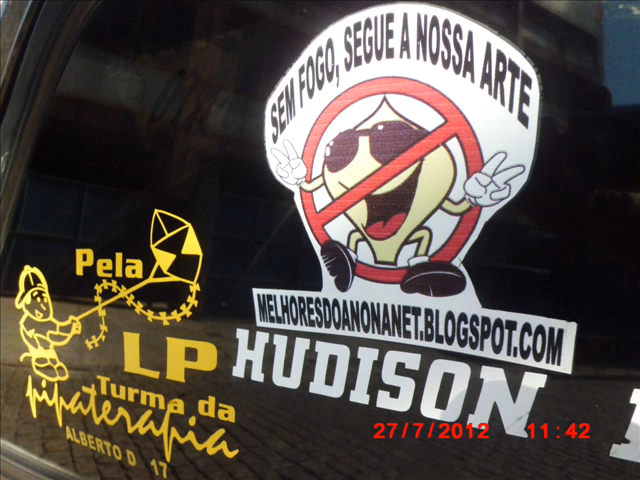 SEM FOGO, SEGUE A NOSSA ARTE
MELHORESDOANONANET.BLOGSPOT.COM
HUDISON
Pela
LP
Turma da
pipaterapia
ALBERTO D 17
27/7/2012 11:42